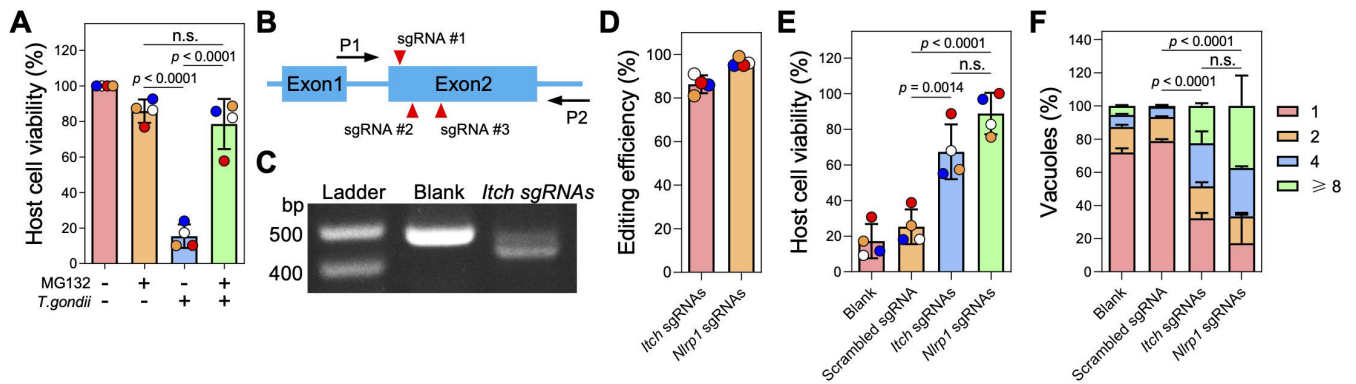 A
Host cell viability (%)
120
100
80
60
40
20
0
n.s.
p < 0.0001
p < 0.0001
MG132 - + - +
T.gondii - - + +
B
P1
sgRNA #1
Exon1
Exon2
sgRNA #2
sgRNA #3
P2
C
Ladder Blank Itch sgRNAs
bp
500
400
D
Editing efficiency (%)
100
80
60
40
20
0
Itch sgRNAs
Nlrp1 sgRNAs
E
Host cell viability (%)
120
100
80
60
40
20
0
p < 0.0001
n.s.
p = 0.0014
Blank
Scrambled sgRNA
Itch sgRNAs
Nlrp1 sgRNAs
F
Vacuoles (%)
140
120
100
80
60
40
20
0
p < 0.0001
n.s.
p < 0.0001
Blank
Scrambled sgRNA
Itch sgRNAs
Nlrp1 sgRNAs
1
2
4
⩾ 8